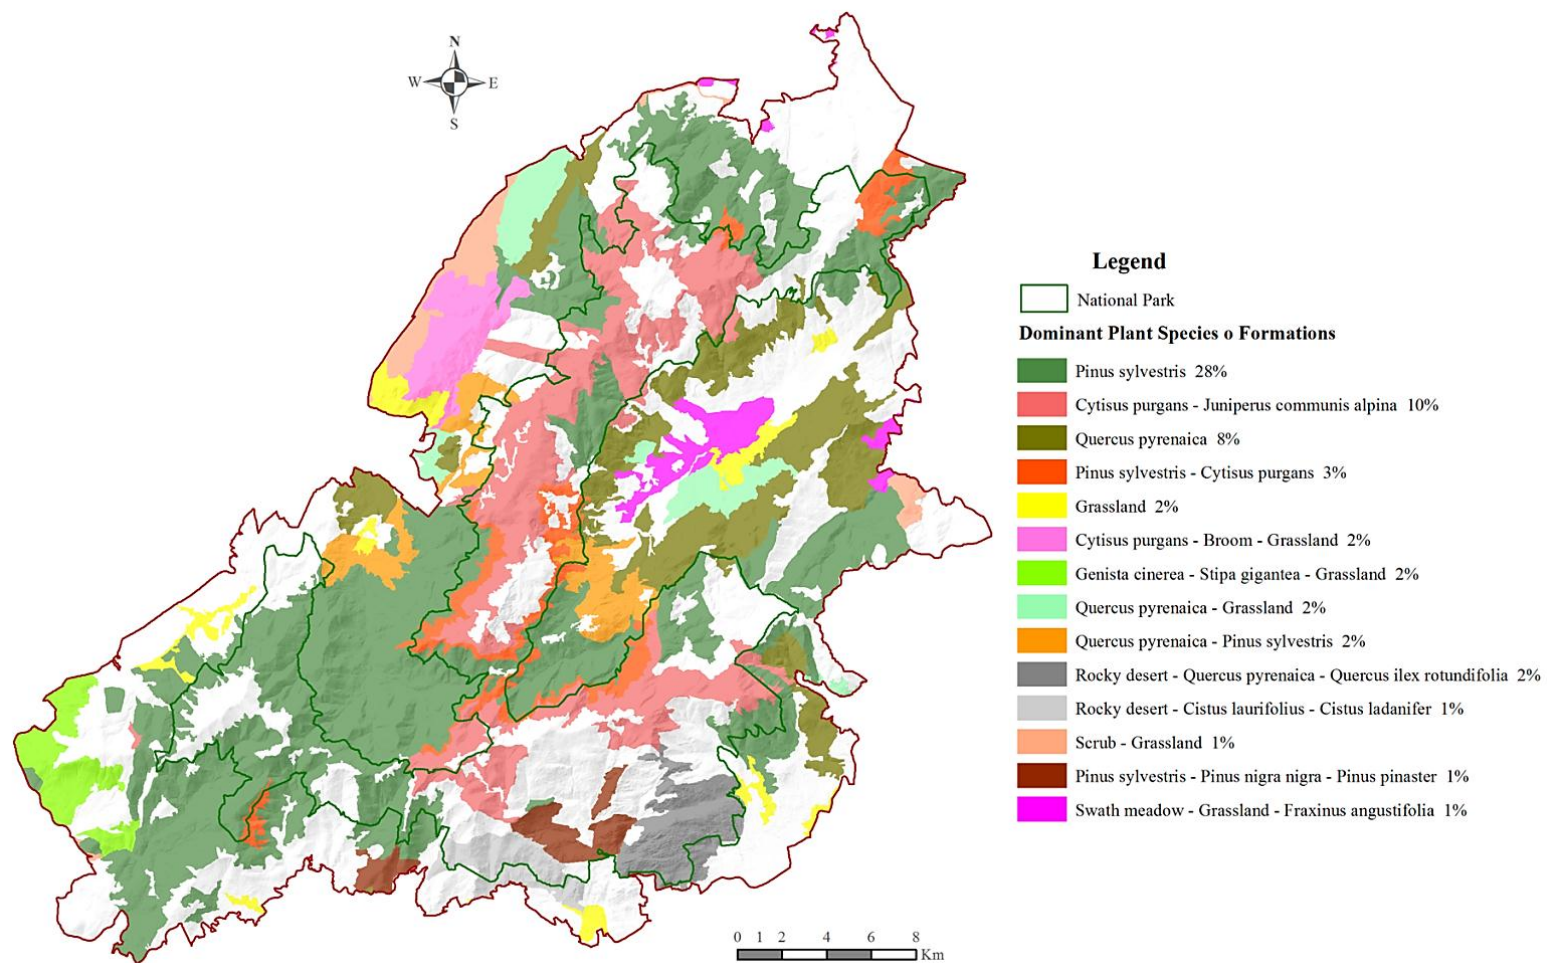 N
W E
S
Legend
National Park
Dominant Plant Species o Formations
Pinus sylvestris 28%
Cytisus purgans - Juniperus communis alpina 10%
Quercus pyrenaica 8%
Pinus sylvestris - Cytisus purgans 3%
Grassland 2%
Cytisus purgans - Broom - Grassland 2%
Genista cinerea - Stipa gigantea - Grassland 2%
Quercus pyrenaica - Grassland 2%
Quercus pyrenaica - Pinus sylvestris 2%
Rocky desert - Quercus pyrenaica - Quercus ilex rotundifolia 2%
Rocky desert - Cistus laurifolius - Cistus ladanifer 1%
Scrub - Grassland 1%
Pinus sylvestris - Pinus nigra nigra - Pinus pinaster 1%
Swath meadow - Grassland - Fraxinus angustifolia 1%
0 1 2 4 6 8
Km